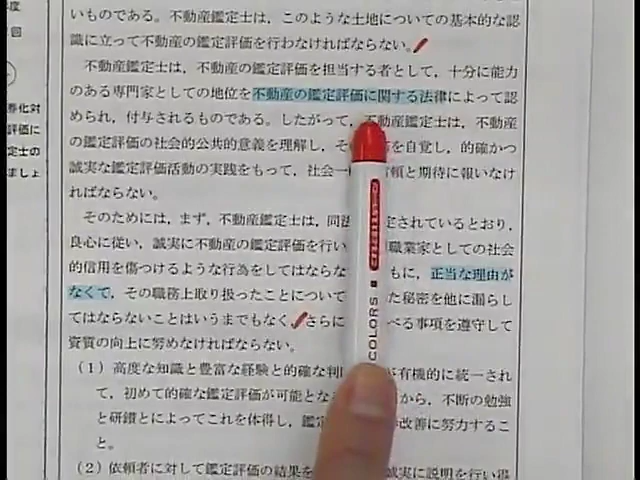 いものである。不動産鑑定士は，このような土地についての基本的な認
識に立って不動産の鑑定評価を行わなければならない。
不動産鑑定士は，不動産の鑑定評価を担当する者として，十分に能力
のある専門家としての地位を不動産の鑑定評価に関する法律によって認
められ，付与されるものである。したがって，不動産鑑定士は，不動産
の鑑定評価の社会的公共的意義を理解し，そ を自覚し，的確かつ
誠実な鑑定評価活動の実践をもって，社会一 頼と期待に報いなけ
ればならない。
そのためには，まず，不動産鑑定士は，同法 定されているとおり，
良心に従い，誠実に不動産の鑑定評価を行い 職業家としての社会
的信用を傷つけるような行為をしてはならな もに，正当な理由が
なくて，その職務上取り扱ったことについて た秘密を他に漏らし
てはならないことはいうまでもなく さらに べる事項を遵守して
資質の向上に努めなければならない。
(1) 高度な知識と豊富な経験と的確な判 が有機的に統一され
て，初めて的確な鑑定評価が可能とな から，不断の勉強
と研鑽とによってこれを体得し，鑑定 改善に努力するこ
と。
(2) 依頼者に対して鑑定評価の結果を 誠実に説明を行い得
回
寿化対
評価に
定士の
ましょ
COLORS